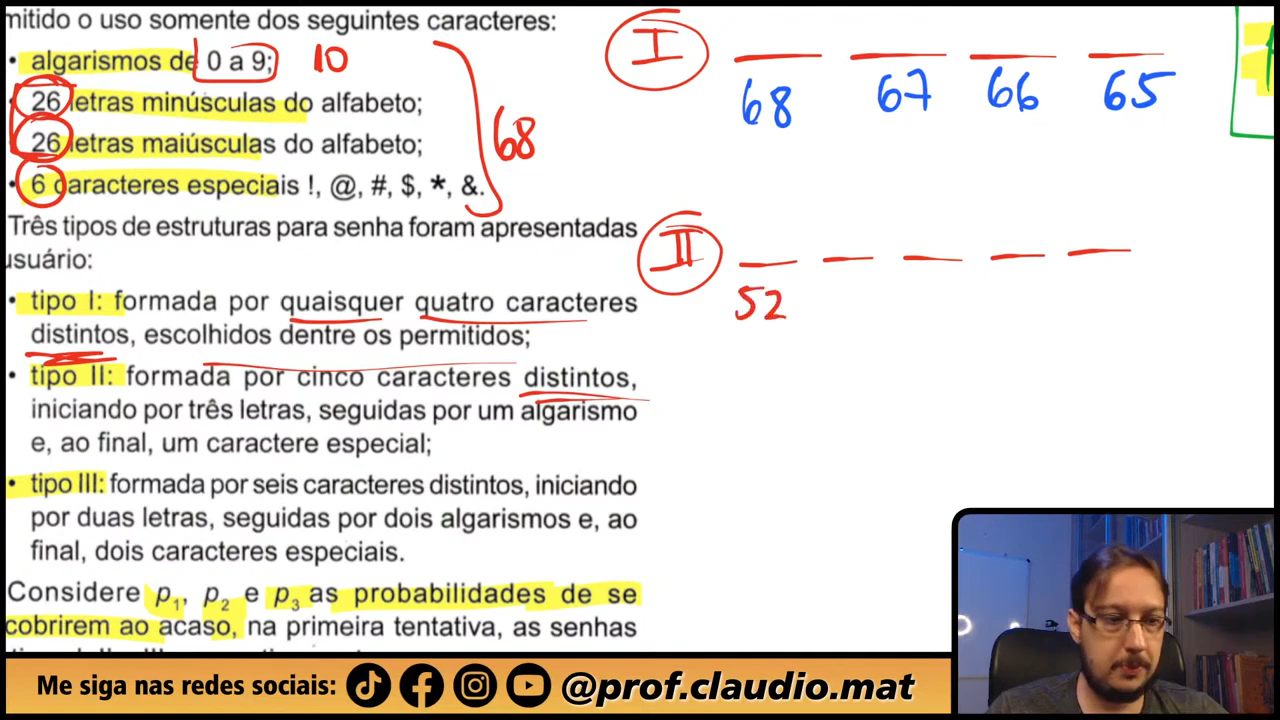 mitido o uso somente dos seguintes caracteres:
• algarismos de 0 a 9; 10
26 letras minúsculas do alfabeto;
26 letras maiúsculas do alfabeto;
• 6 caracteres especiais !, @, #, $, *, &.
68
Três tipos de estruturas para senha foram apresentadas
usuário:
• tipo I: formada por quaisquer quatro caracteres
distintos, escolhidos dentre os permitidos;
• tipo II: formada por cinco caracteres distintos,
iniciando por três letras, seguidas por um algarismo
e, ao final, um caractere especial;
• tipo III: formada por seis caracteres distintos, iniciando
por duas letras, seguidas por dois algarismos e, ao
final, dois caracteres especiais.
Considere p1, p2 e p3 as probabilidades de se
cobrirem ao acaso, na primeira tentativa, as senhas
I
68 67 66 65
II
52
Me siga nas redes sociais: @prof.claudio.mat